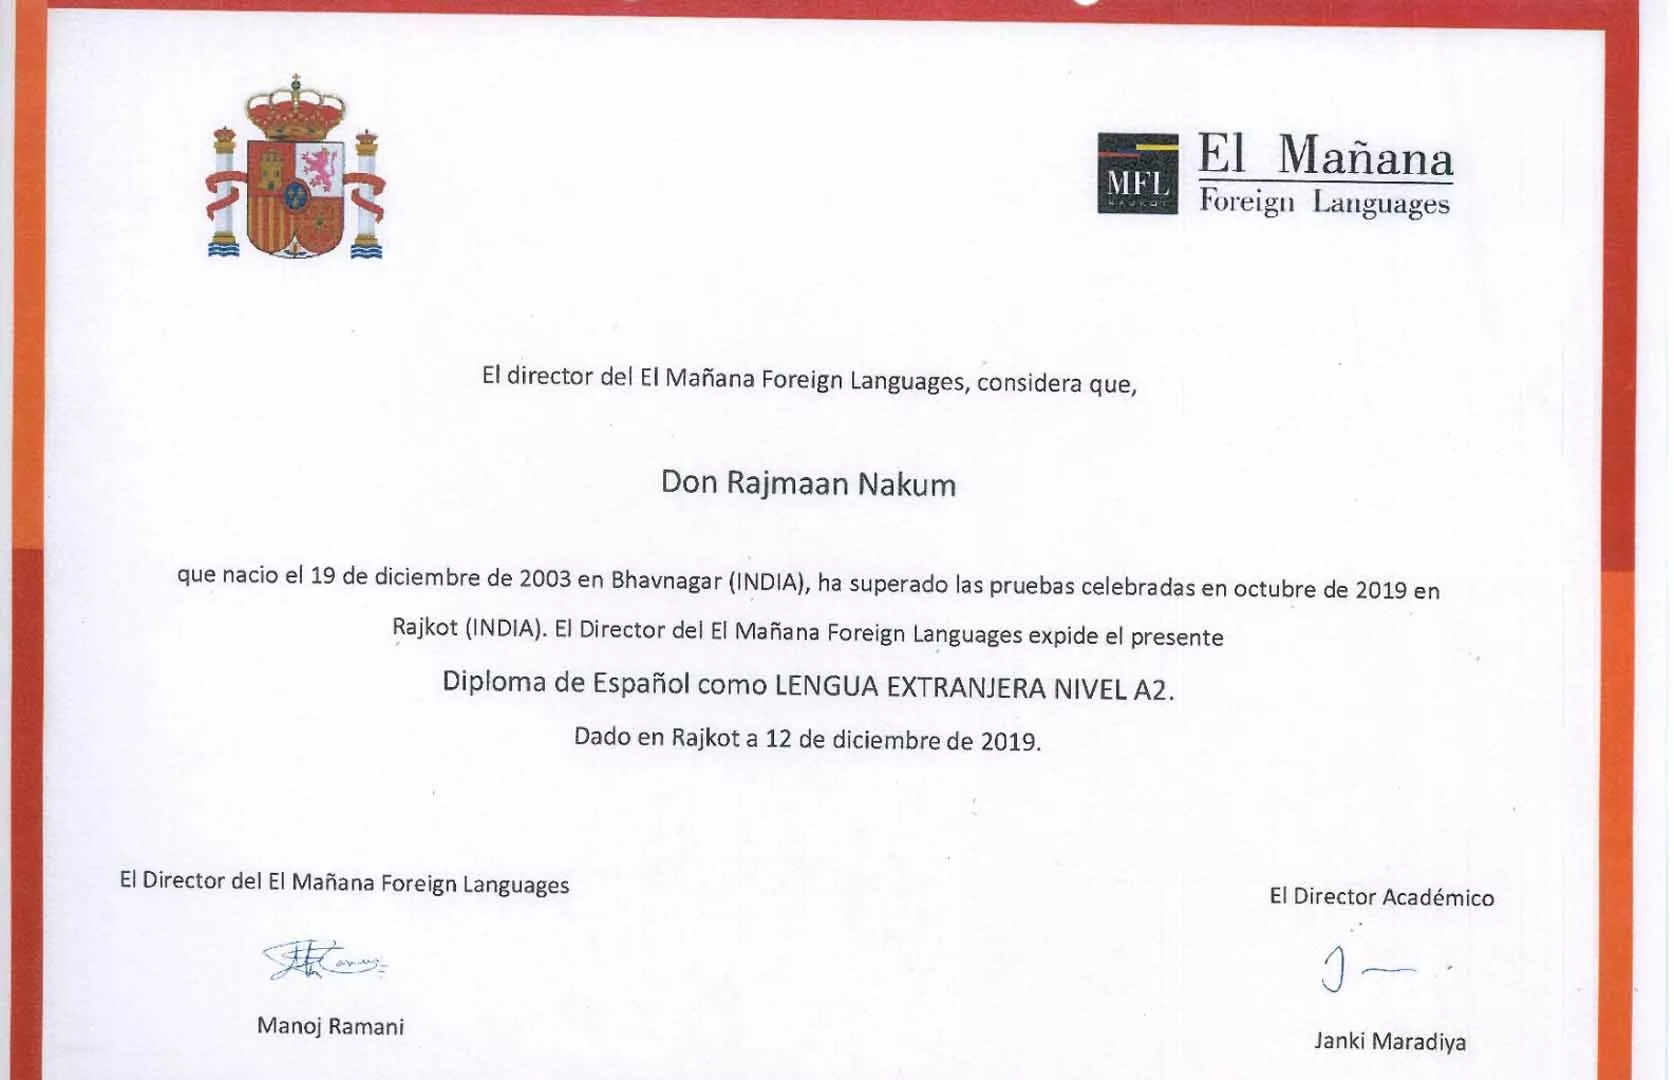 El Mañana
MFL
Foreign Languages
El director del El Mañana Foreign Languages, considera que,
Don Rajmaan Nakum
que nacio el 19 de diciembre de 2003 en Bhavnagar (INDIA), ha superado las pruebas celebradas en octubre de 2019 en
Rajkot (INDIA). El Director del El Mañana Foreign Languages expide el presente
Diploma de Español como LENGUA EXTRANJERA NIVEL A2.
Dado en Rajkot a 12 de diciembre de 2019.
El Director del El Mañana Foreign Languages
El Director Académico
Manoj Ramani
Janki Maradiya